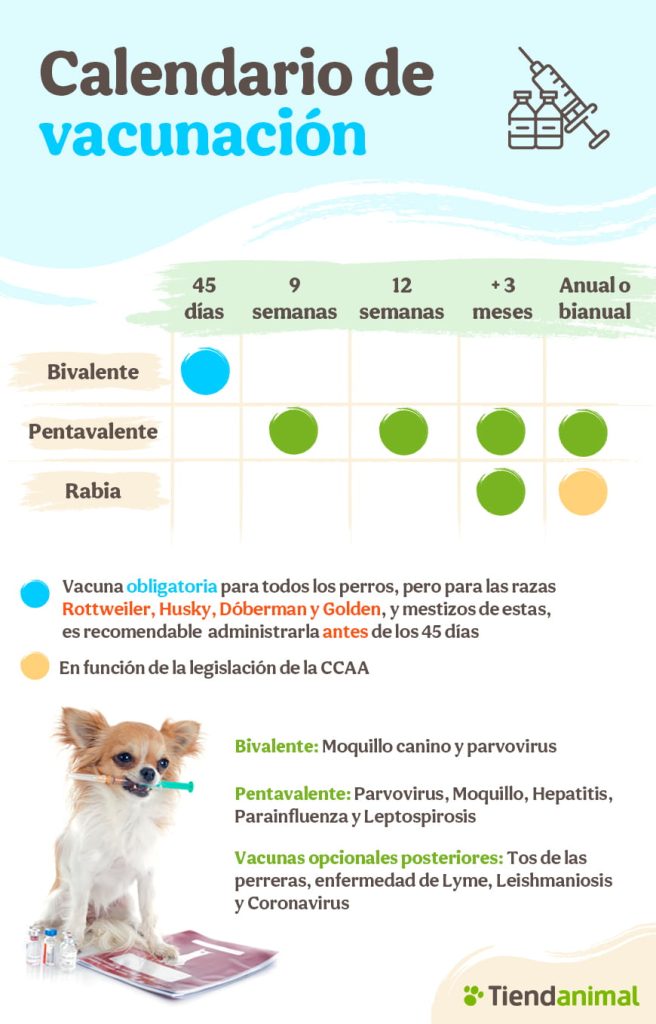 Calendario de
vacunación
45 días
9 semanas
12 semanas
+ 3 meses
Anual o bianual
Bivalente
Pentavalente
Rabia
Vacuna obligatoria para todos los perros, pero para las razas
Rottweiler, Husky, Dóberman y Golden, y mestizos de estas,
es recomendable administrarla antes de los 45 días
En función de la legislación de la CCAA
Bivalente: Moquillo canino y parvovirus
Pentavalente: Parvovirus, Moquillo, Hepatitis,
Parainfluenza y Leptospirosis
Vacunas opcionales posteriores: Tos de las
perreras, enfermedad de Lyme, Leishmaniosis
y Coronavirus
Tiendanimal